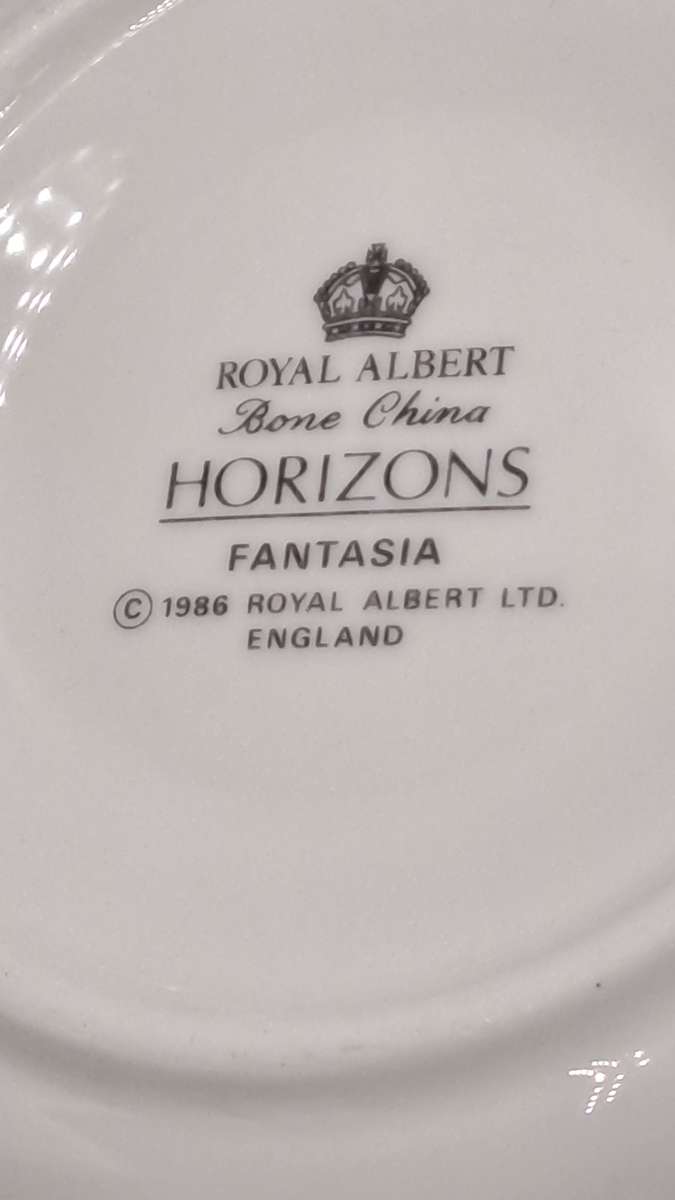 ROYAL ALBERT
Bone China
HORIZONS
FANTASIA
© 1986 ROYAL ALBERT LTD.
ENGLAND